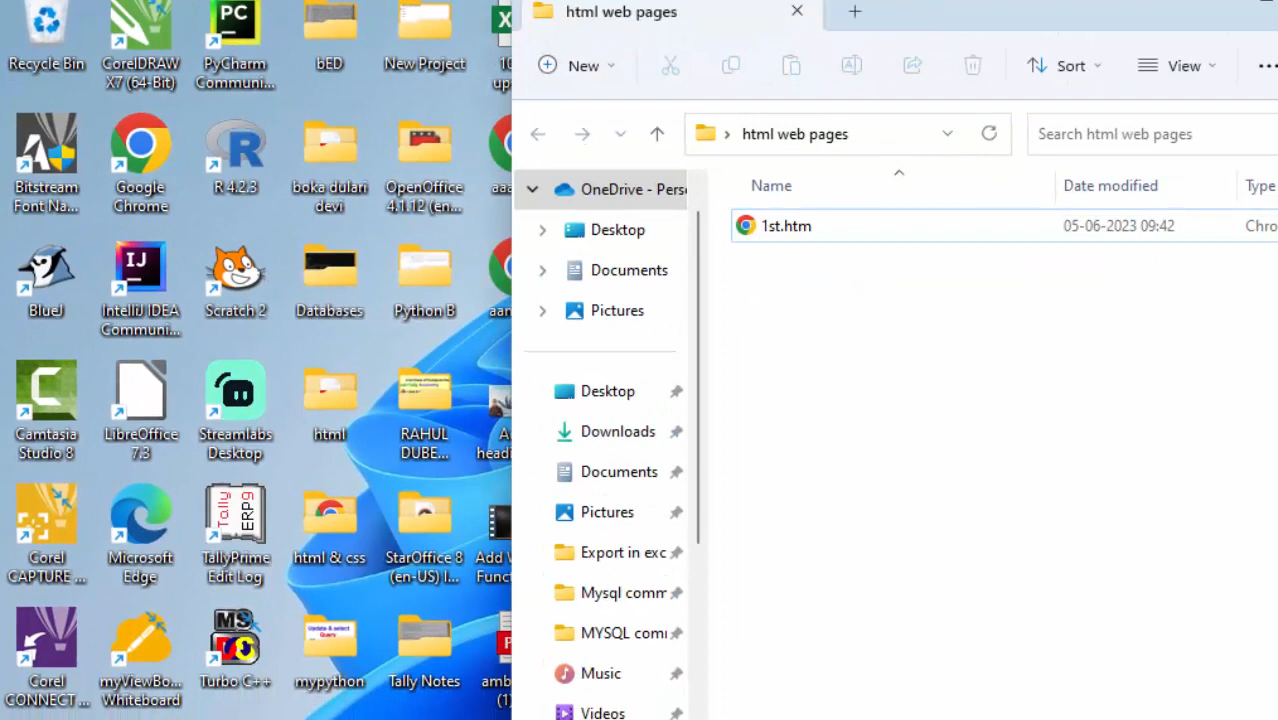 Recycle Bin
CorelDRAW
X7 (64-Bit)
PyCharm
Communi...
bED
New Project
Bitstream
Font Na...
Google
Chrome
R 4.2.3
boka dulari
devi
OpenOffice
4.1.12 (en...
BlueJ
IntelliJ IDEA
Communi...
Scratch 2
Databases
Python B
Camtasia
Studio 8
LibreOffice
7.3
Streamlabs
Desktop
html
RAHUL
DUBE...
Corel
CAPTURE ...
Microsoft
Edge
TallyPrime
Edit Log
html & css
StarOffice 8
(en-US) I...
Add
Corel
CONNECT ...
myViewBo...
Whiteboard
Turbo C++
mypython
Tally Notes
html web pages
New
Sort
View
html web pages
Search html web pages
OneDrive - Pers
Desktop
Documents
Pictures
Desktop
Downloads
Documents
Pictures
Export in exc
Mysql comm
MYSQL com
Music
Videos
Name
Date modified
Type
1st.htm
05-06-2023 09:42
Chro